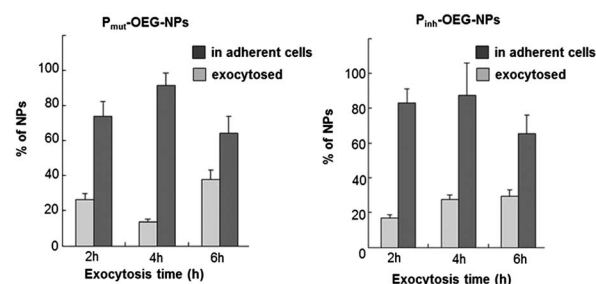 Pmut-OEG-NPs
in adherent cells
exocytosed
% of NPs
100
80
60
40
20
0
2h 4h 6h
Exocytosis time (h)
Pinh-OEG-NPs
in adherent cells
exocytosed
% of NPs
100
80
60
40
20
0
2h 4h 6h
Exocytosis time (h)